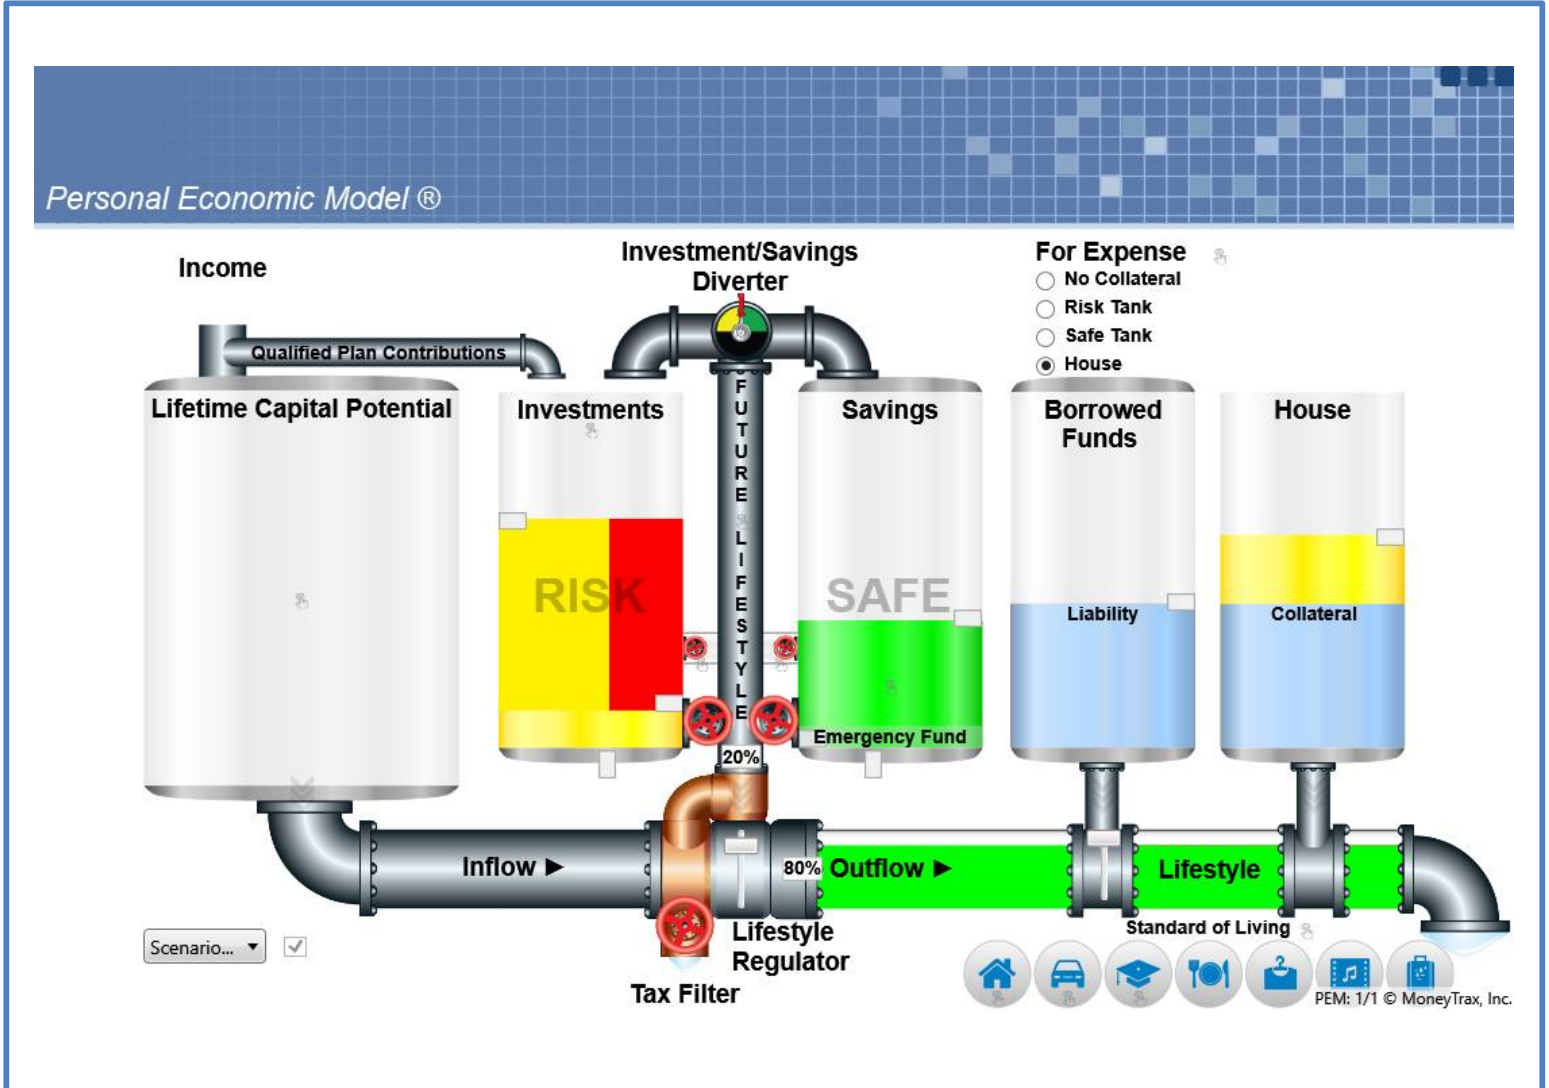 Personal Economic Model ®
Income
Investment/Savings
Diverter
For Expense
No Collateral
Risk Tank
Safe Tank
House
Qualified Plan Contributions
Lifetime Capital Potential
Investments
FUTURE LIFESTYLE
Savings
Borrowed
Funds
House
RISK
SAFE
Liability
Collateral
Emergency Fund
20%
Inflow ►
80%
Outflow ►
Lifestyle
Standard of Living
Scenario... ▼
Lifestyle
Regulator
Tax Filter
PEM: 1/1 © MoneyTrax, Inc.